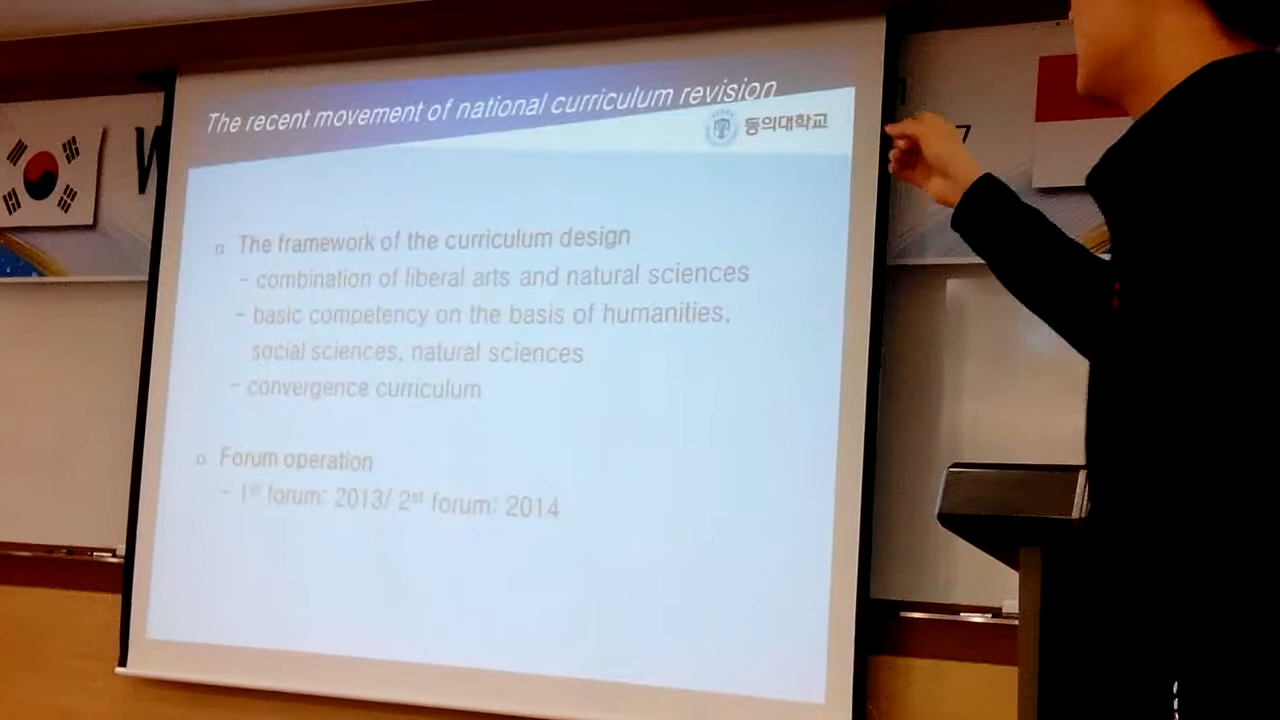 The recent movement of national curriculum revision
동의대학교
W
7
▫ The framework of the curriculum design
- combination of liberal arts and natural sciences
- basic competency on the basis of humanities,
social sciences, natural sciences
- convergence curriculum
▫ Forum operation
- 1st forum: 2013/ 2st forum: 2014